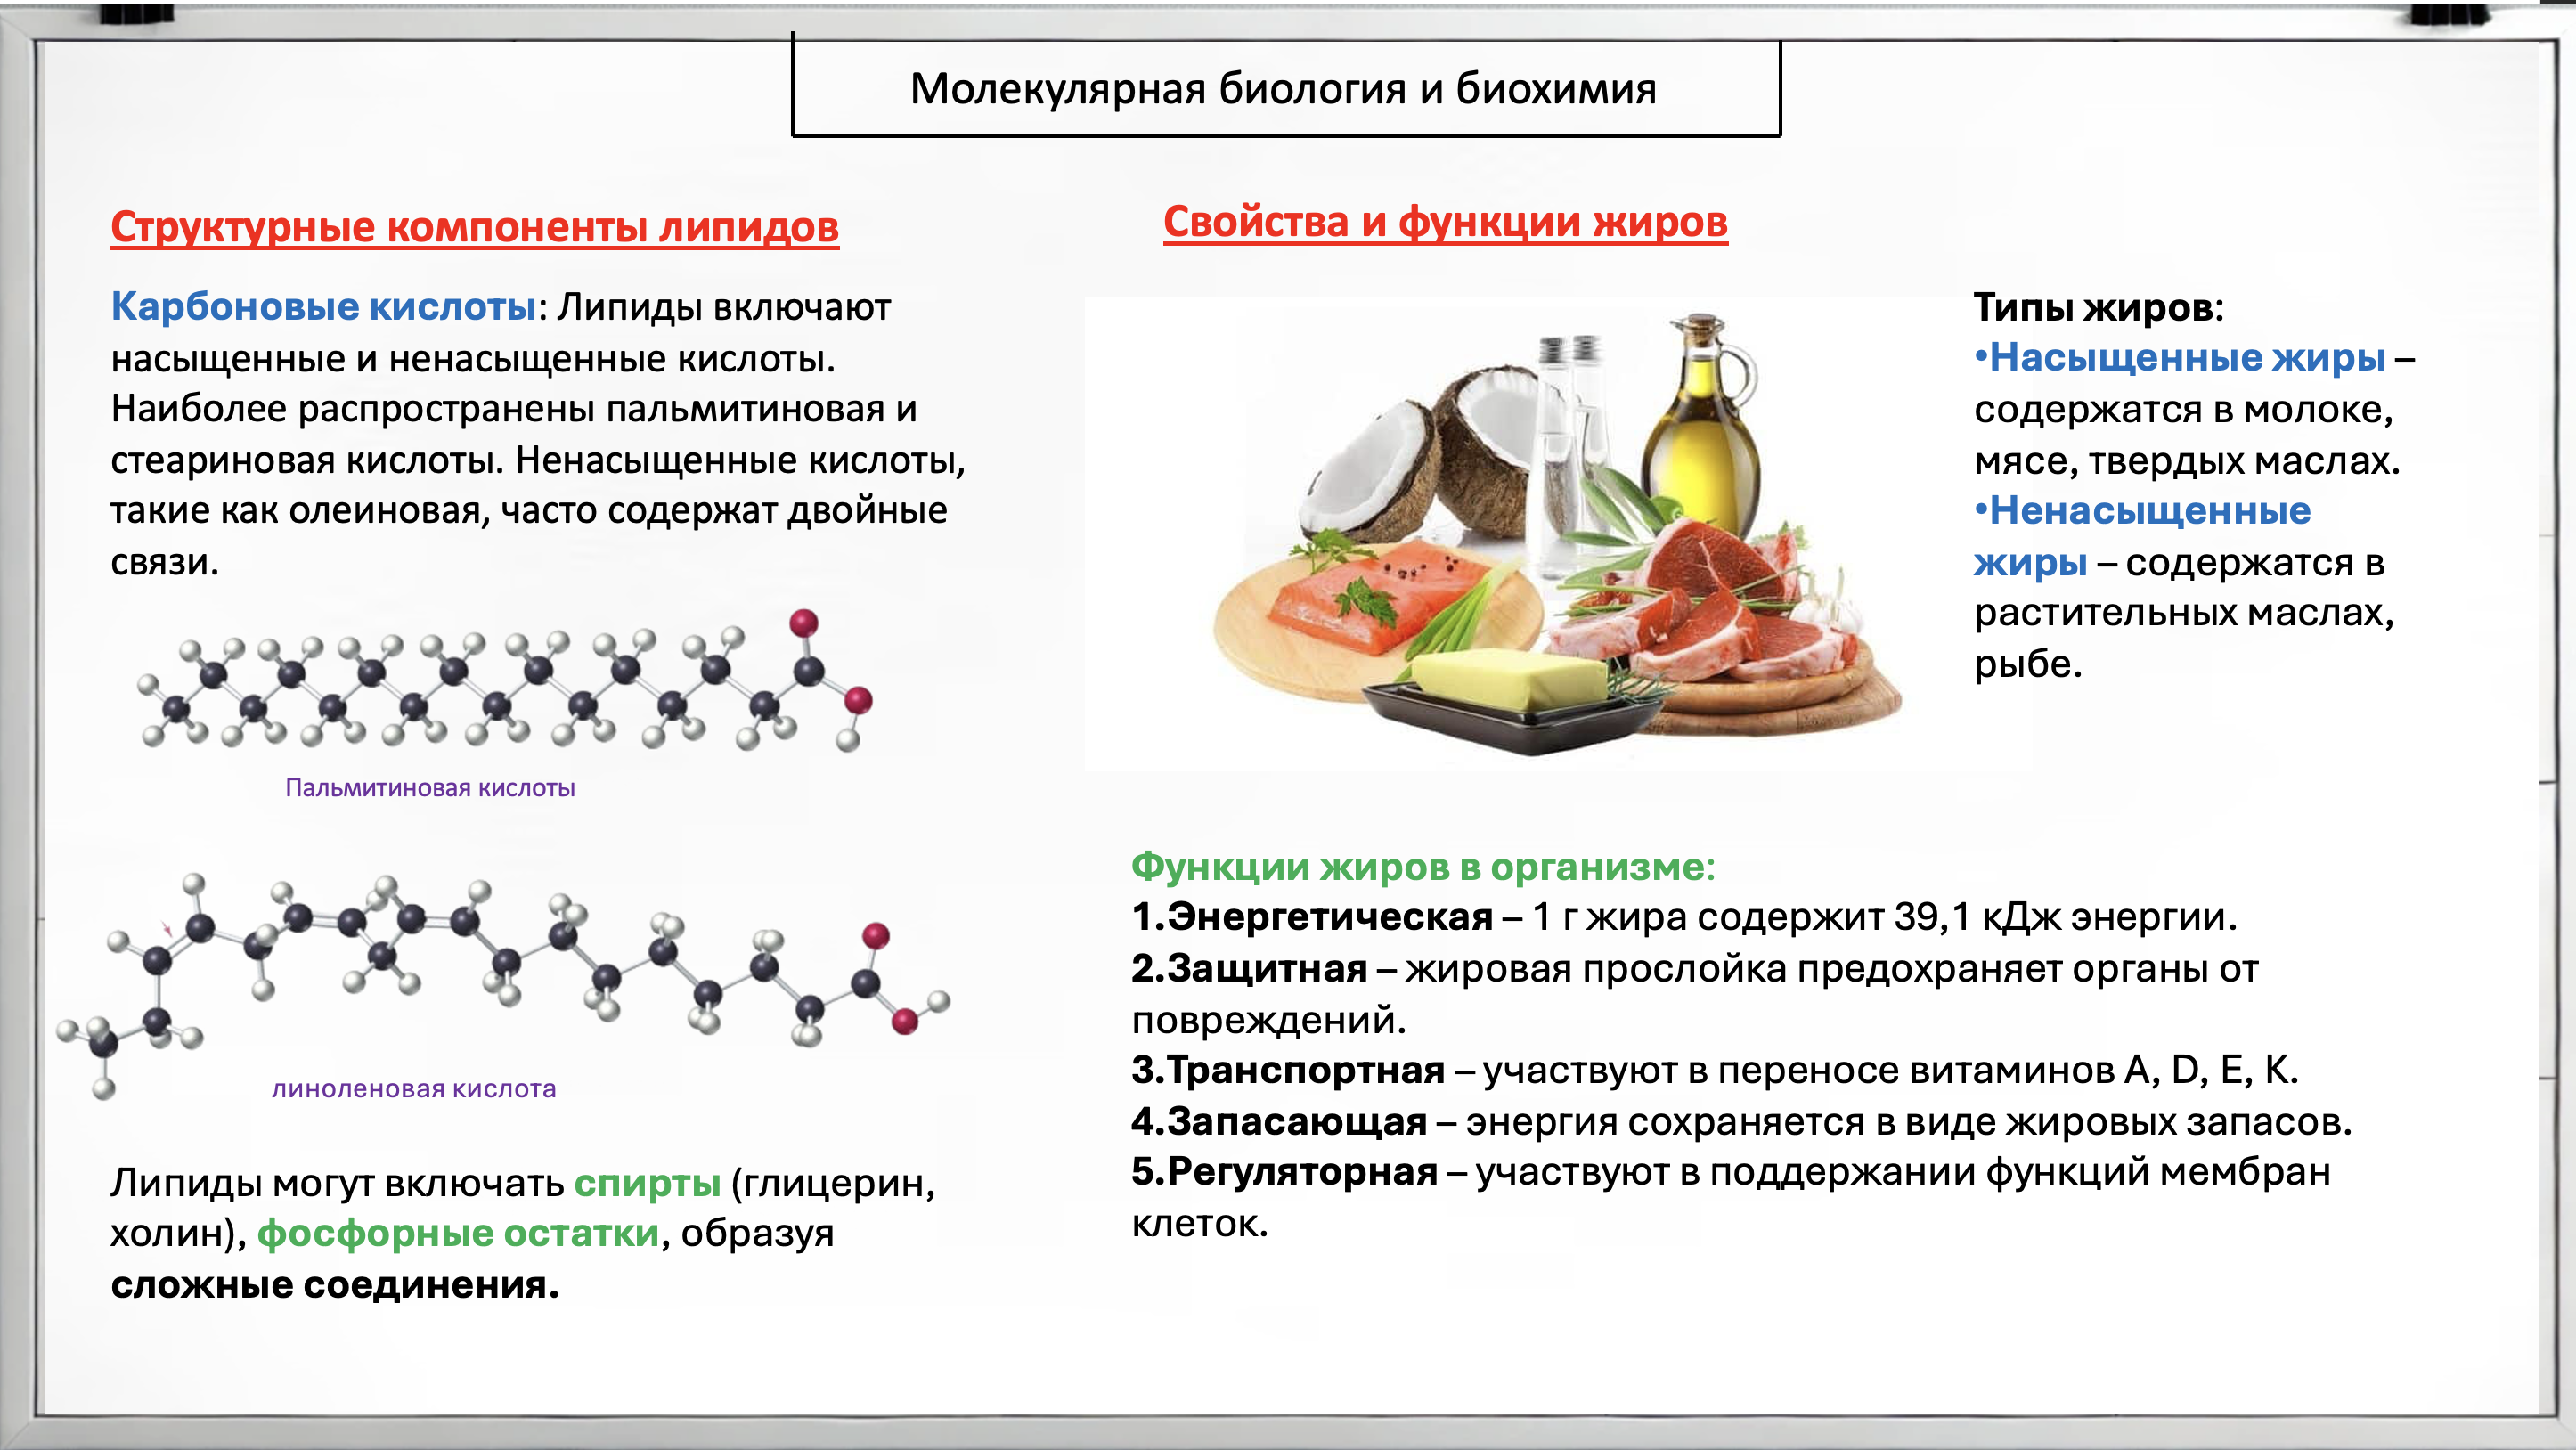 Молекулярная биология и биохимия
Структурные компоненты липидов
Карбоновые кислоты: Липиды включают
насыщенные и ненасыщенные кислоты.
Наиболее распространены пальмитиновая и
стеариновая кислоты. Ненасыщенные кислоты,
такие как олеиновая, часто содержат двойные
связи.
Пальмитиновая кислоты
линоленовая кислота
Липиды могут включать спирты (глицерин,
холин), фосфорные остатки, образуя
сложные соединения.
Свойства и функции жиров
Типы жиров:
•Насыщенные жиры –
содержатся в молоке,
мясе, твердых маслах.
•Ненасыщенные
жиры – содержатся в
растительных маслах,
рыбе.
Функции жиров в организме:
1.Энергетическая – 1 г жира содержит 39,1 кДж энергии.
2.Защитная – жировая прослойка предохраняет органы от
повреждений.
3.Транспортная – участвуют в переносе витаминов A, D, E, K.
4.Запасающая – энергия сохраняется в виде жировых запасов.
5.Регуляторная – участвуют в поддержании функций мембран
клеток.